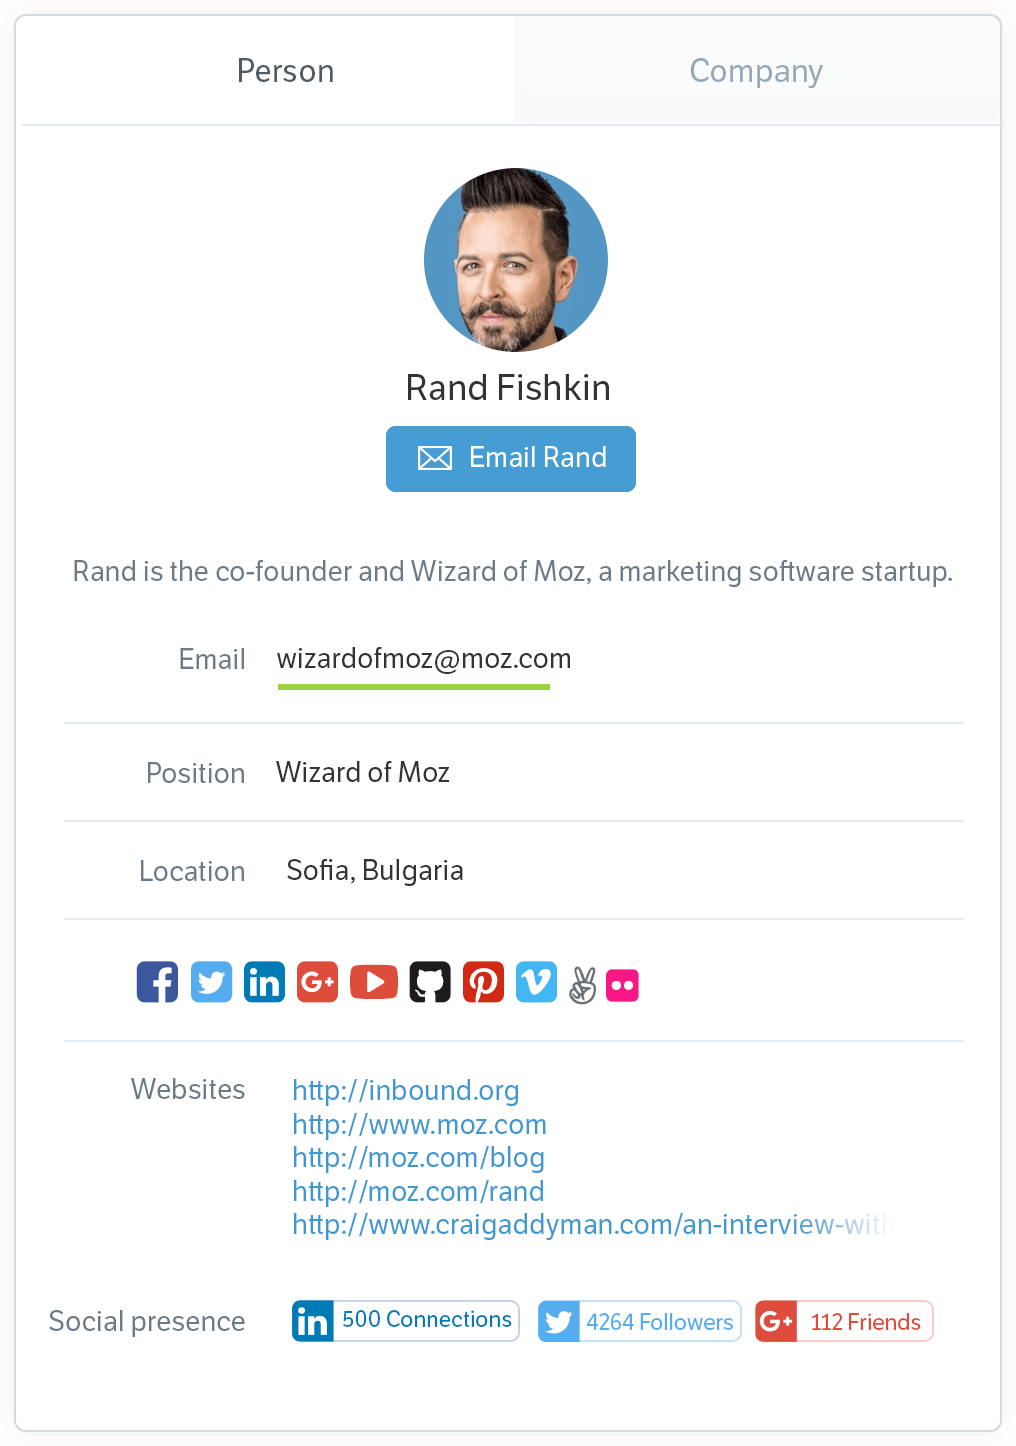 Person
Company
Rand Fishkin
Email Rand
Rand is the co-founder and Wizard of Moz, a marketing software startup.
Email wizardofmoz@moz.com
Position Wizard of Moz
Location Sofia, Bulgaria
Websites http://inbound.org
http://www.moz.com
http://moz.com/blog
http://moz.com/rand
http://www.craigaddyman.com/an-interview-with
Social presence 500 Connections 4264 Followers 112 Friends